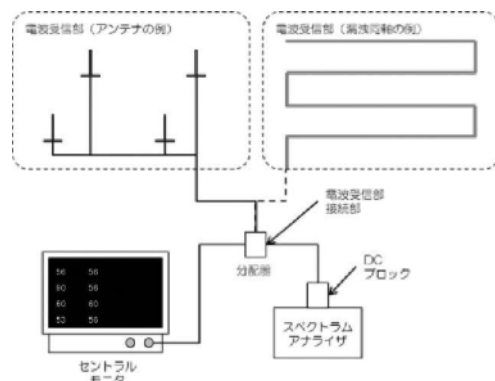 電波受信部（アンテナの例）
電波受信部（漏洩同軸の例）
電波受信部
接続部
分配器
DC
ブロック
56 56
60 56
60 60
53 56
スペクトラム
アナライザ
セントラル
モニタ